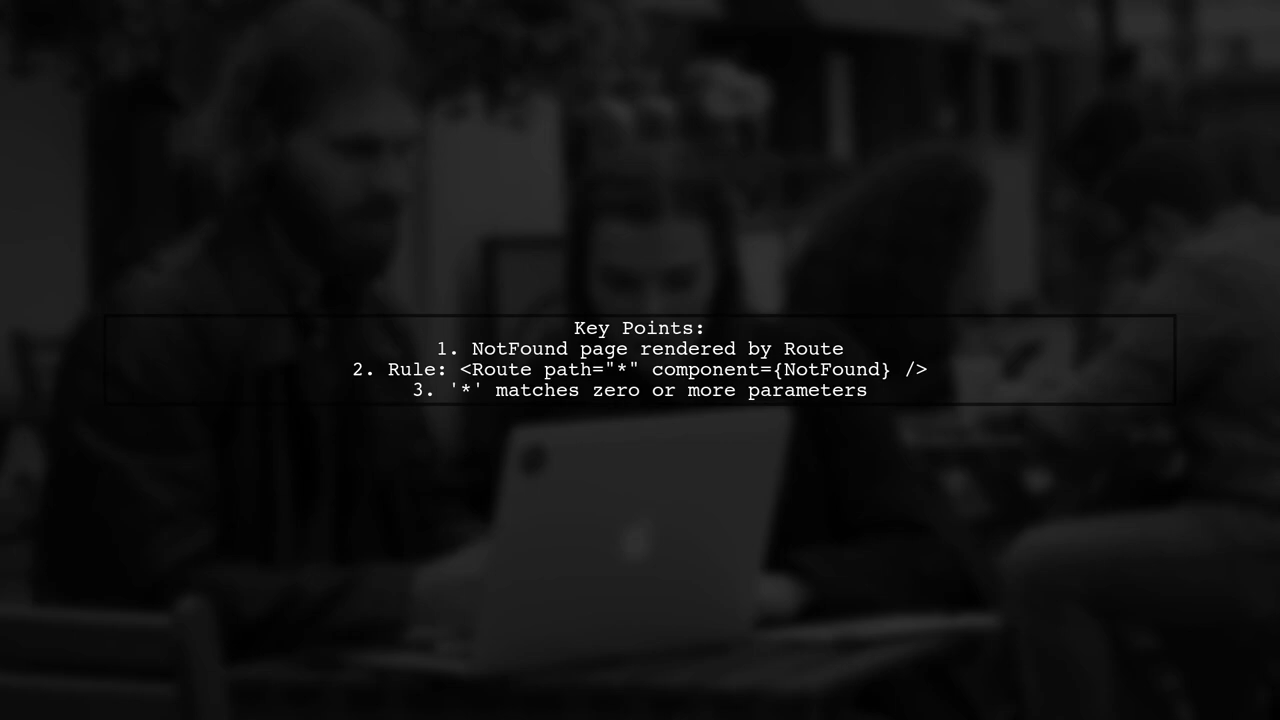 Key Points:
1. NotFound page rendered by Route
2. Rule: <Route path="*" component={NotFound} />
3. '*' matches zero or more parameters